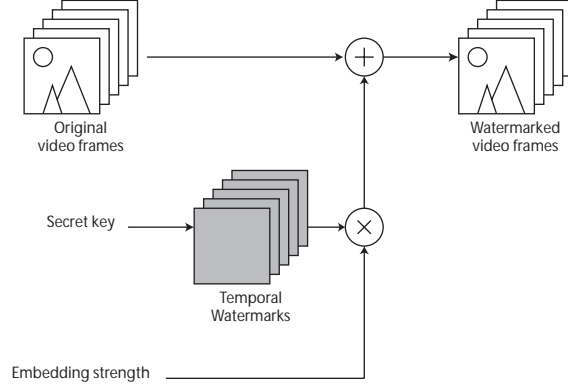 Original
video frames
Watermarked
video frames
Secret key
Temporal
Watermarks
Embedding strength